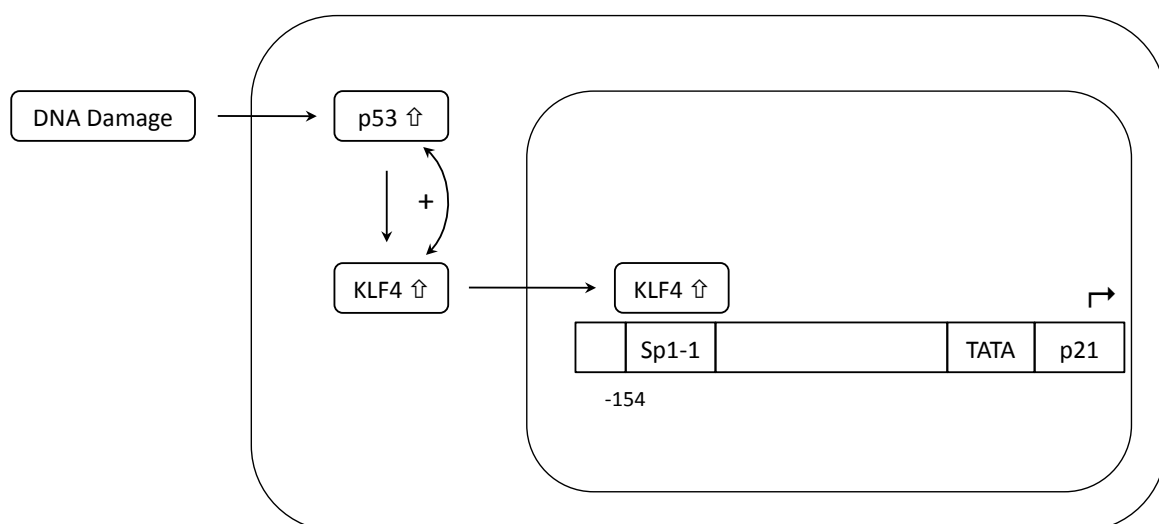 DNA Damage
p53 ⇧
+
KLF4 ⇧
KLF4 ⇧
Sp1-1
TATA
p21
-154